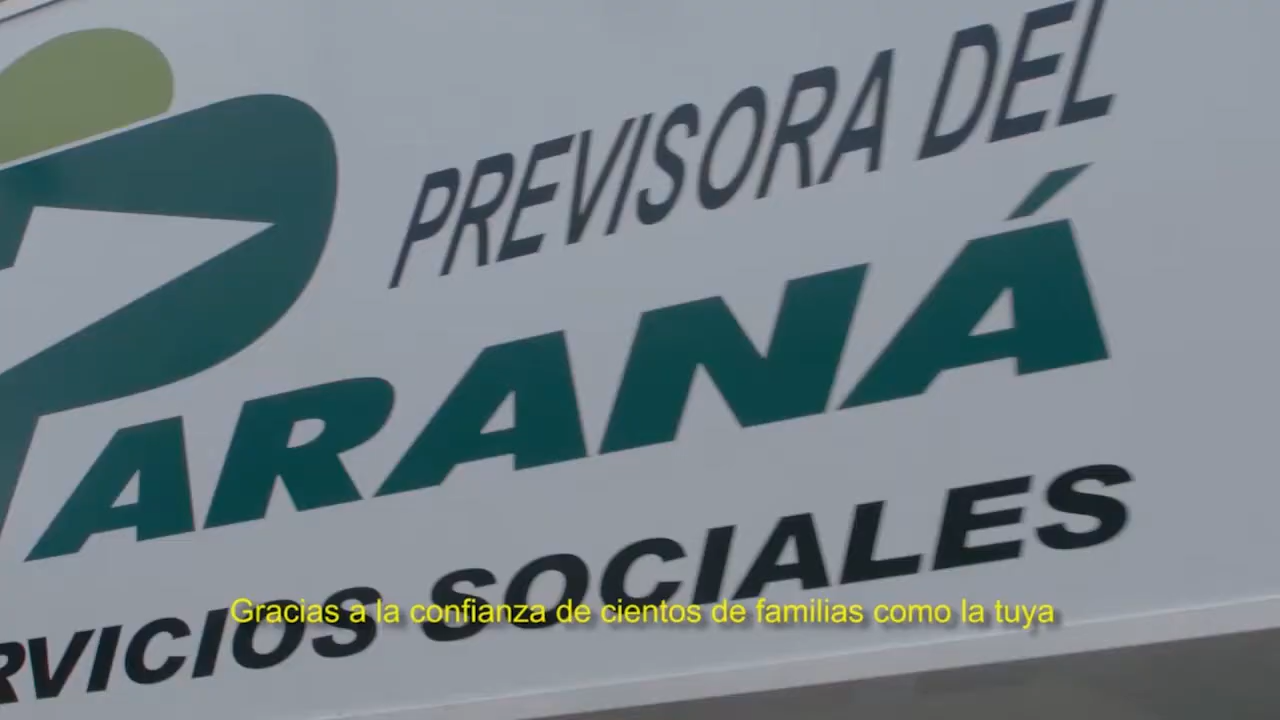 PREVISORA DEL
PARANÁ
RVICIOS SOCIALES
Gracias a la confianza de cientos de familias como la tuya